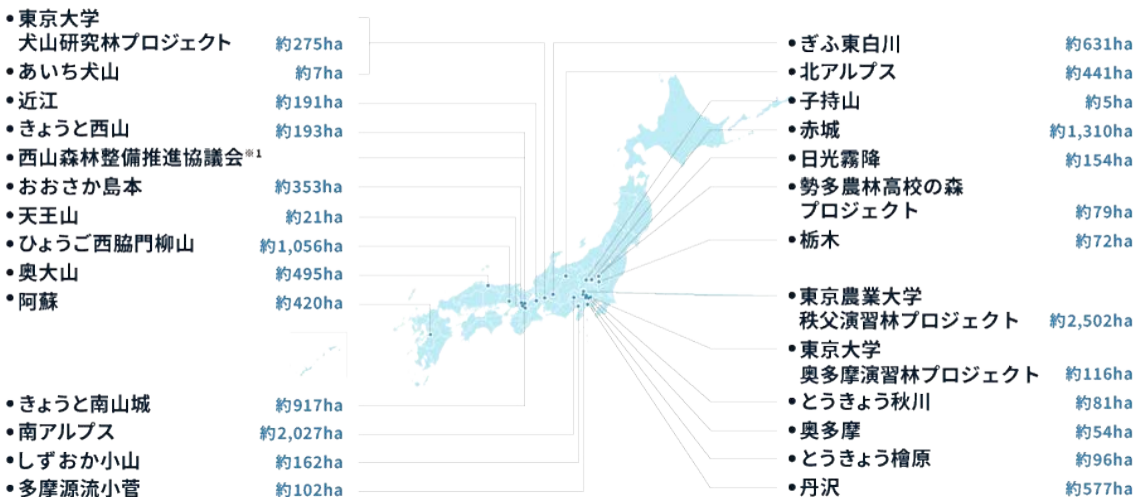 •東京大学
犬山研究林プロジェクト 約275ha
•あいち犬山 約7ha
•近江 約191ha
•きょうと西山 約193ha
•西山森林整備推進協議会※1
•おおさか島本 約353ha
•天王山 約21ha
•ひょうご西脇門柳山 約1,056ha
•奥大山 約495ha
•阿蘇 約420ha
•きょうと南山城 約917ha
•南アルプス 約2,027ha
•しずおか小山 約162ha
•多摩源流小菅 約102ha
•ぎふ東白川 約631ha
•北アルプス 約441ha
•子持山 約5ha
•赤城 約1,310ha
•日光霧降 約154ha
•勢多農林高校の森
プロジェクト 約79ha
•栃木 約72ha
•東京農業大学
秩父演習林プロジェクト 約2,502ha
•東京大学
奥多摩演習林プロジェクト 約116ha
•とうきょう秋川 約81ha
•奥多摩 約54ha
•とうきょう檜原 約96ha
•丹沢 約577ha